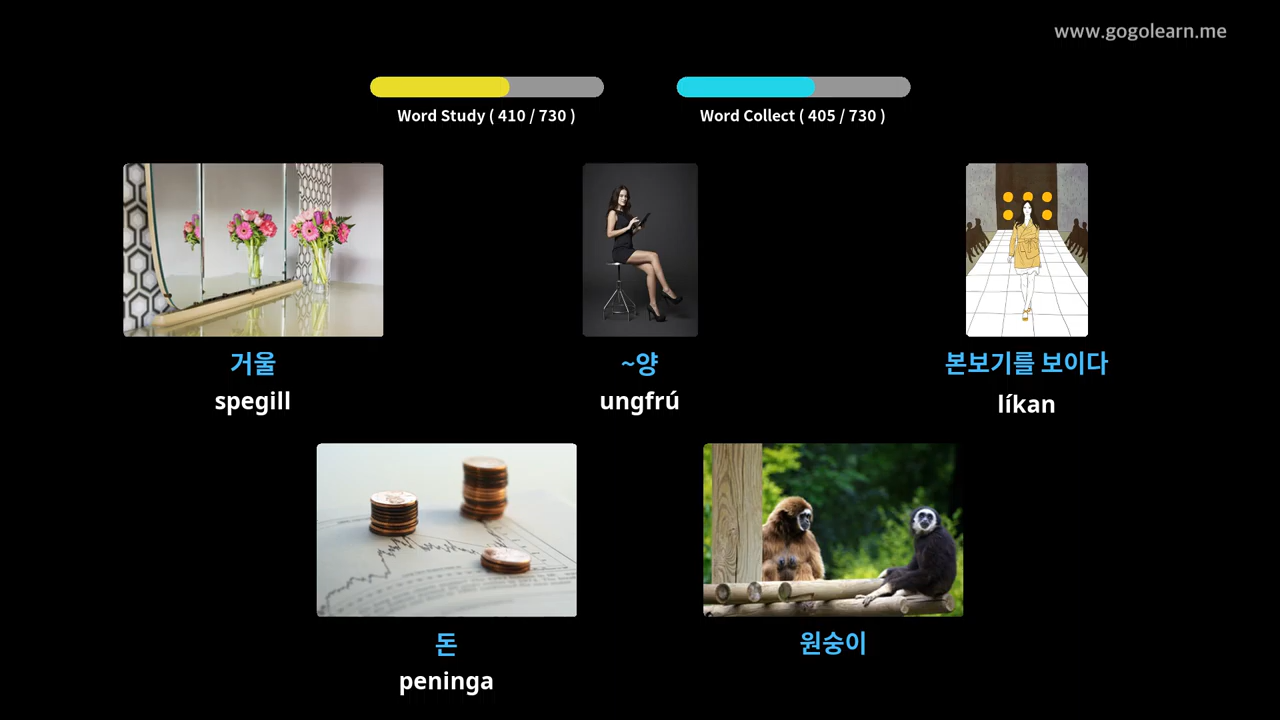 www.gogolearn.me
Word Study ( 410 / 730 )
Word Collect ( 405 / 730 )
거울
spegill
~양
ungfrú
본보기를 보이다
líkan
돈
peninga
원숭이